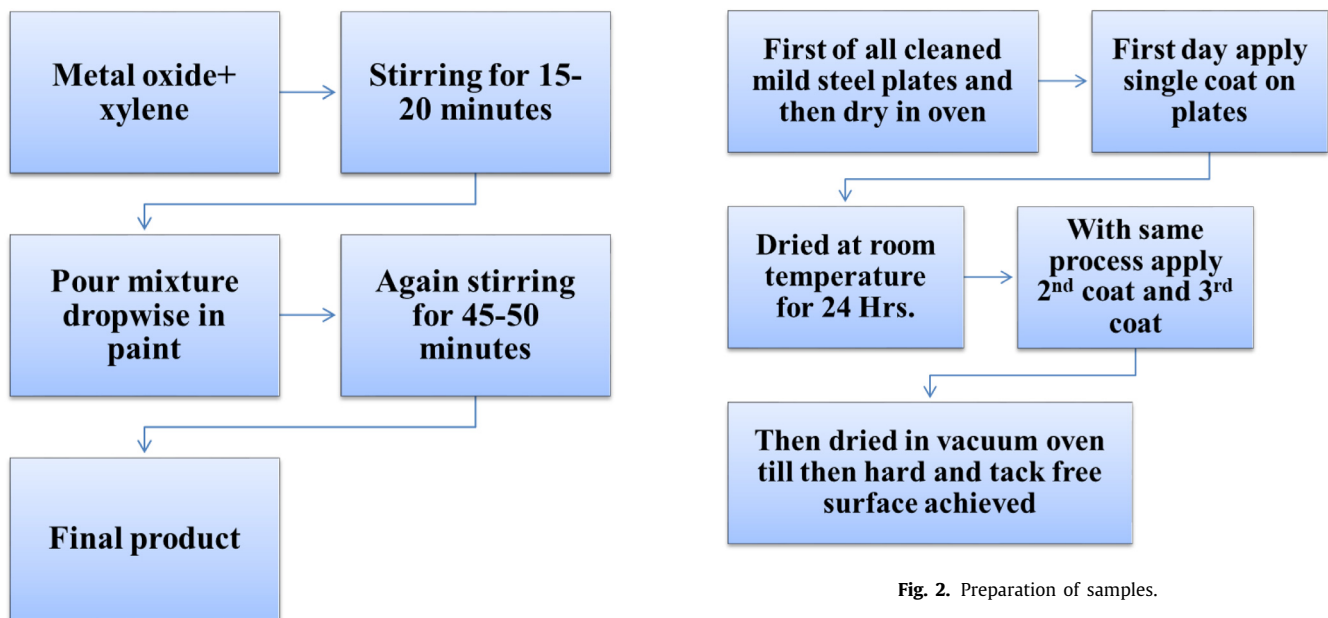 Metal oxide+
xylene
Stirring for 15-
20 minutes
Pour mixture
dropwise in
paint
Again stirring
for 45-50
minutes
Final product
First of all cleaned
mild steel plates and
then dry in oven
First day apply
single coat on
plates
Dried at room
temperature
for 24 Hrs.
With same
process apply
2nd coat and 3rd
coat
Then dried in vacuum oven
till then hard and tack free
surface achieved
Fig. 2. Preparation of samples.